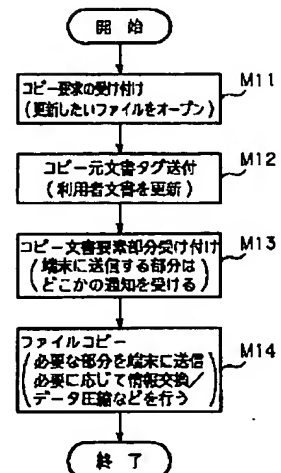 開始
コピー要求の受け付け
(更新したいファイルをオープン)
M11
コピー元文書タグ送付
(利用者文書を更新)
M12
コピー文書要素部分受け付け
(端末に送信する部分は
どこかの通知を受ける)
M13
ファイルコピー
(必要な部分を端末に送信
必要に応じて情報交換/
データ圧縮などを行う)
M14
終了